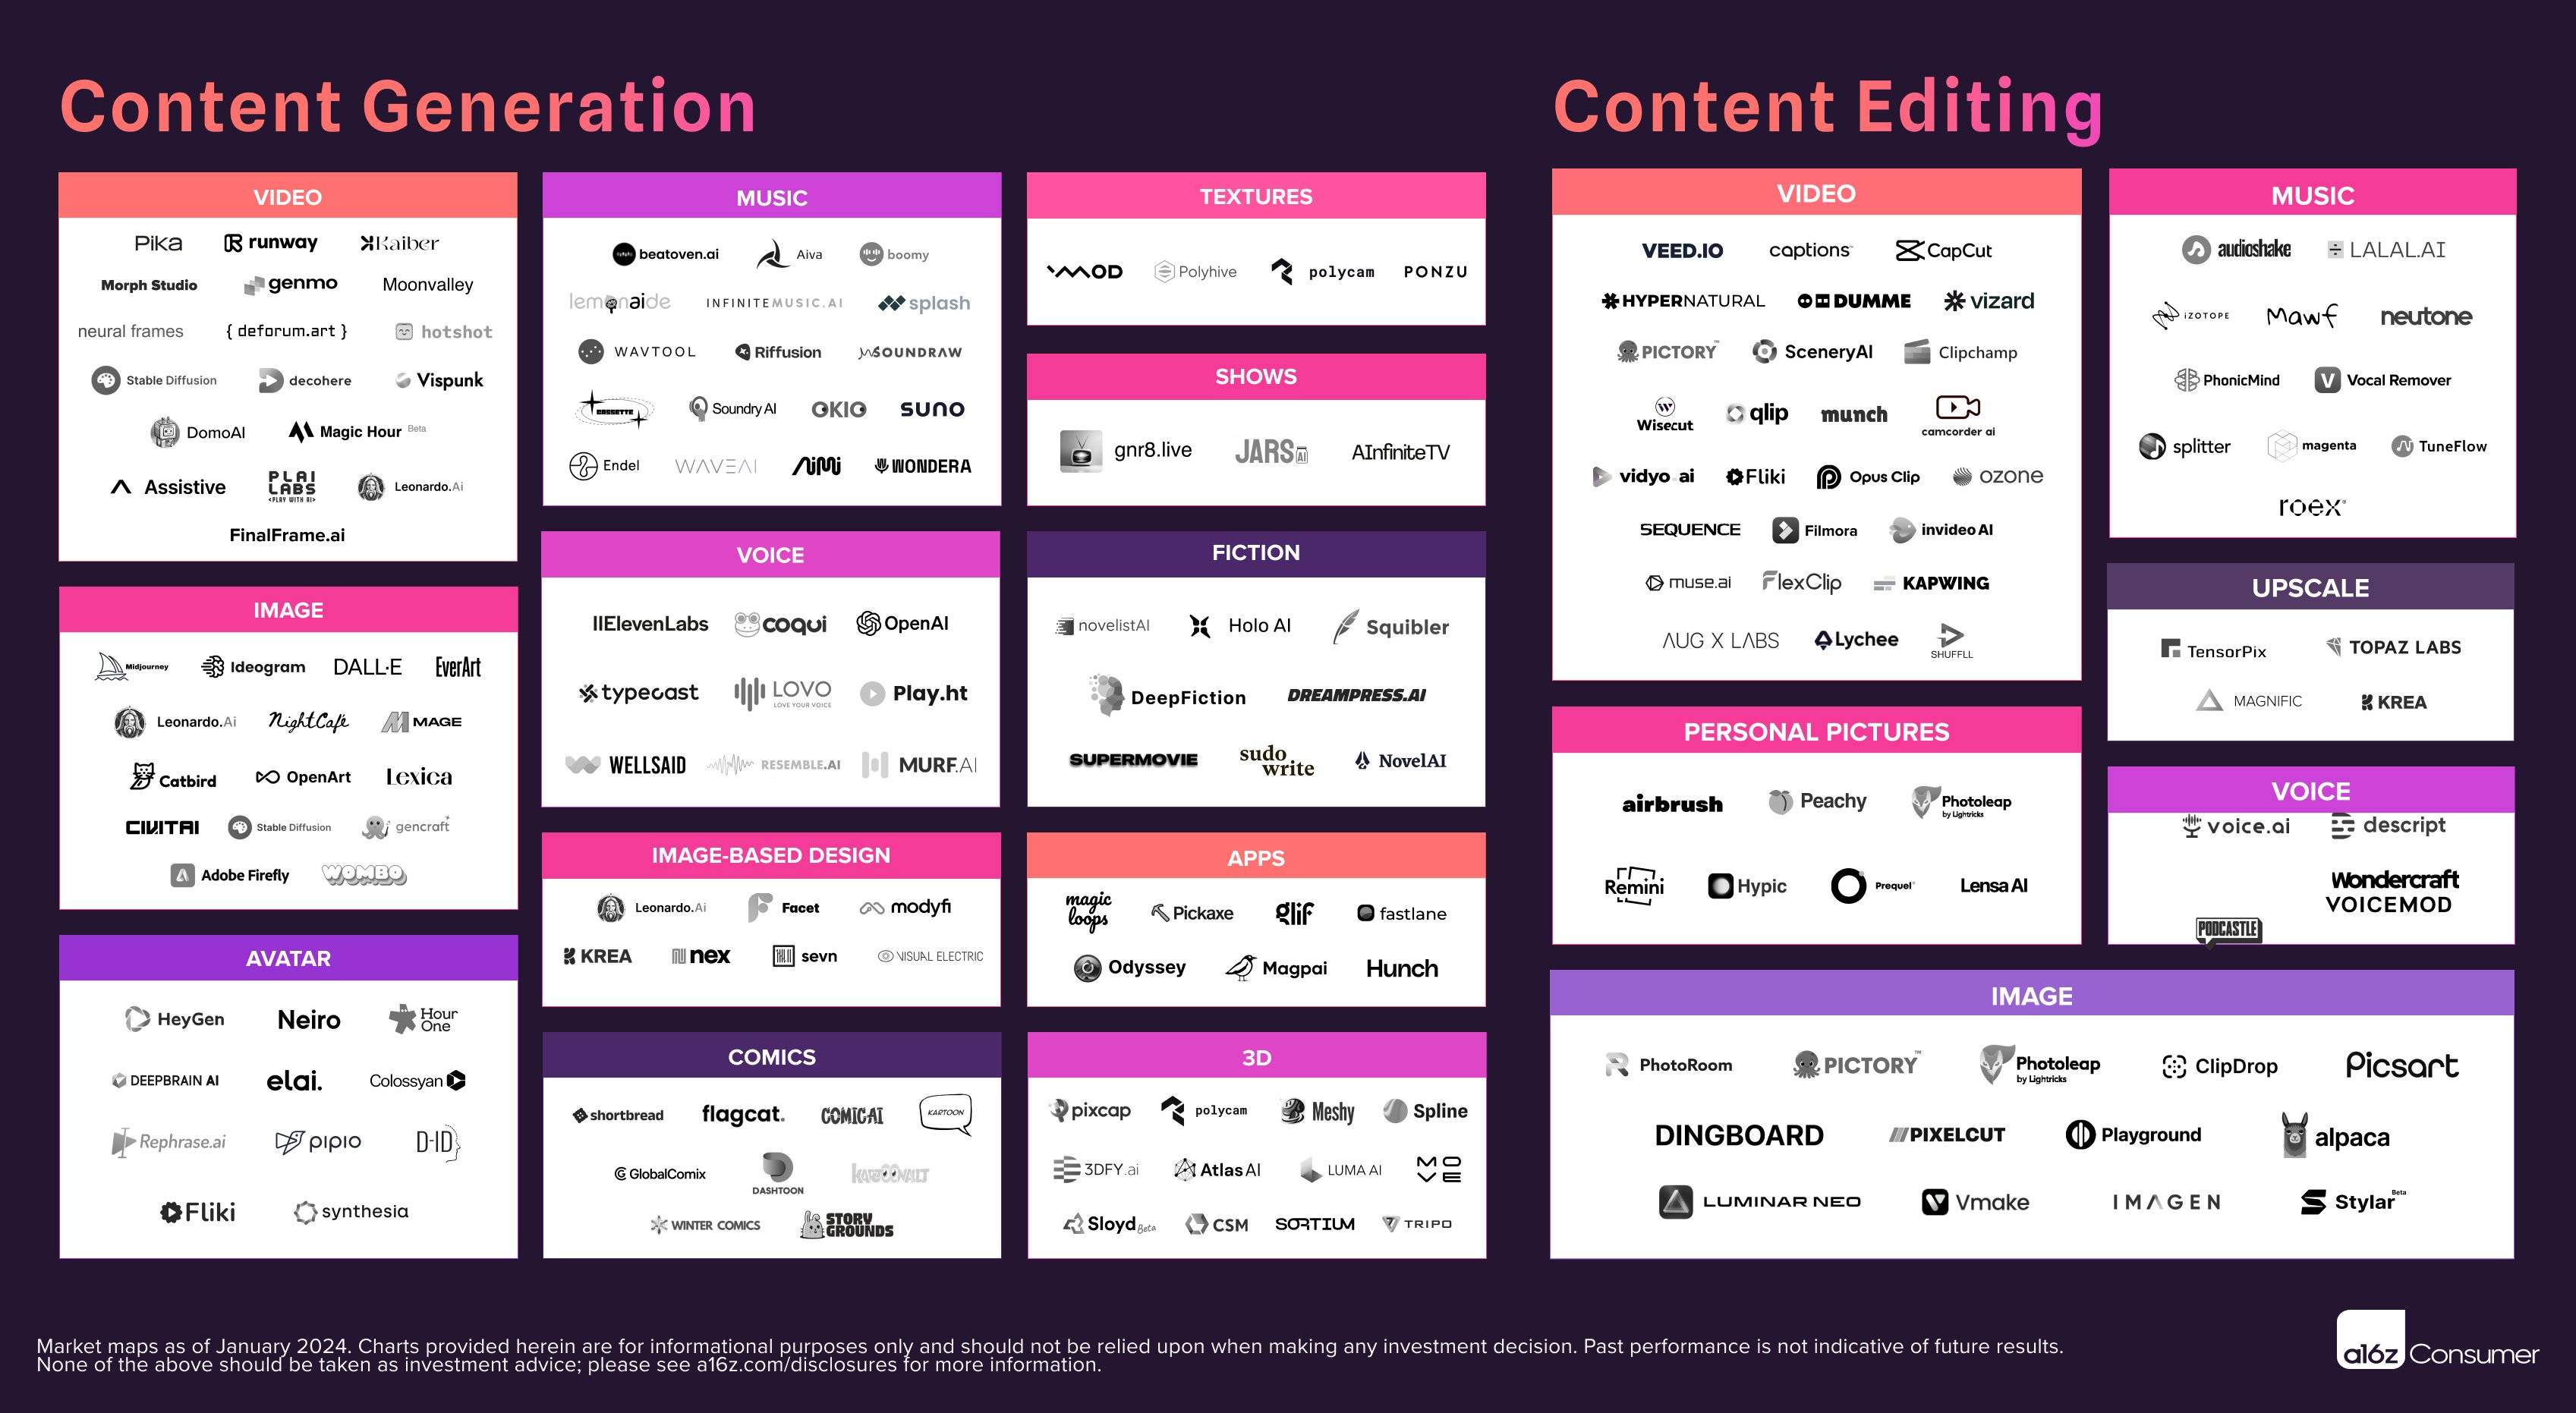 Content Generation
VIDEO
Pika runway Kaiber
Morph Studio genmo Moonvalley
neural frames { deforum.art } hotshot
Stable Diffusion decohere Vispunk
DomoAI Magic Hour Beta
Assistive PLAI LABS <PLAY WITH AI> Leonardo.Ai
FinalFrame.ai
IMAGE
Midjourney Ideogram DALL·E EverArt
Leonardo.Ai NightCafé MAGE
Catbird OpenArt Lexica
CIVITAI Stable Diffusion gencraft
Adobe Firefly WOMBO
AVATAR
HeyGen Neiro Hour One
DEEPBRAIN AI elai. Colossyan
Rephrase.ai pipio D-ID
Fliki synthesia
MUSIC
beatoven.ai Aiva boomy
lemonaide INFINITEMUSIC.AI splash
WAVTOOL Riffusion SOUNDRAW
CASSETTE Soundry AI OKIO SUNO
Endel WAVEAI AiMi WONDERA
VOICE
IIElevenLabs coqui OpenAI
typecast LOVO LOVE YOUR VOICE Play.ht
WELLSAID RESEMBLE.AI MURF.AI
IMAGE-BASED DESIGN
Leonardo.Ai Facet modyfi
KREA nex sevn VISUAL ELECTRIC
COMICS
shortbread flagcat. COMICAI KARTOON
GlobalComix DASHTOON KABOONVALT
WINTER COMICS STORY GROUNDS
TEXTURES
Polyhive polycam PONZU
SHOWS
gnr8.live JARS AI AInfiniteTV
FICTION
novelistAI Holo AI Squibler
DeepFiction DREAMPRESS.AI
SUPERMOVIE sudo write NovelAI
APPS
magic loops Pickaxe glif fastlane
Odyssey Magpai Hunch
3D
pixcap polycam Meshy Spline
3DFY.ai Atlas AI LUMA AI MOVE
Sloyd Beta CSM SORTIUM TRIPO
Content Editing
VIDEO
VEED.IO captions™ CapCut
HYPERNATURAL DUMME vizard
PICTORY™ SceneryAI Clipchamp
Wisecut qlip munch camcorder ai
vidyo.ai Fliki Opus Clip ozone
SEQUENCE Filmora invideo AI
muse.ai FlexClip KAPWING
AUG X LABS Lychee SHUFFLL
PERSONAL PICTURES
airbrush Peachy Photoleap by Lightricks
Remini Hypic Prequel Lensa AI
MUSIC
audioshake LALAL.AI
iZOTOPE Mawf neutone
PhonicMind Vocal Remover
splitter magenta TuneFlow
roex
UPSCALE
TensorPix TOPAZ LABS
MAGNIFIC KREA
VOICE
voice.ai descript
Wondercraft
VOICEMOD
PODCASTLE
IMAGE
PhotoRoom PICTORY™ Photoleap by Lightricks ClipDrop Picsart
DINGBOARD PIXELCUT Playground alpaca
LUMINAR NEO Vmake IMAGEN Stylar Beta
Market maps as of January 2024. Charts provided herein are for informational purposes only and should not be relied upon when making any investment decision. Past performance is not indicative of future results.
None of the above should be taken as investment advice; please see a16z.com/disclosures for more information.
a16z Consumer